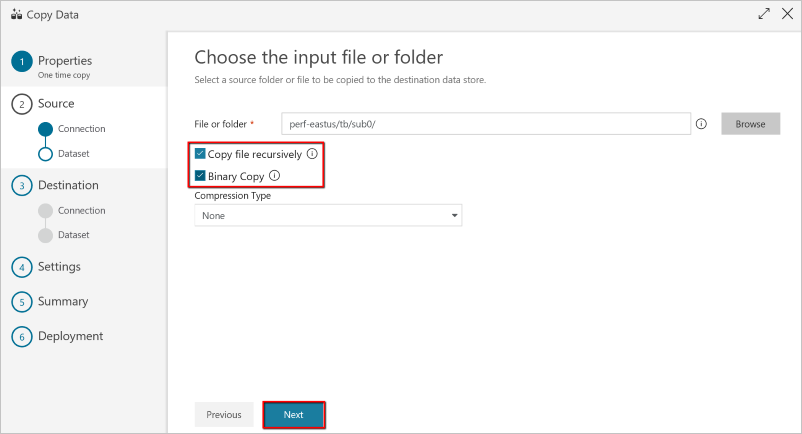 Copy Data
1 Properties
One time copy
2 Source
Connection
Dataset
3 Destination
Connection
Dataset
4 Settings
5 Summary
6 Deployment
Choose the input file or folder
Select a source folder or file to be copied to the destination data store.
File or folder * perf-eastus/tb/sub0/ Browse
Copy file recursively
Binary Copy
Compression Type
None
Previous Next